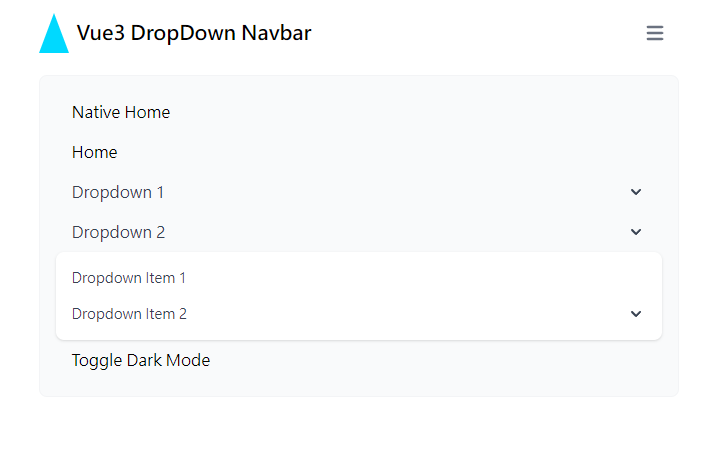 Vue3 DropDown Navbar
Native Home
Home
Dropdown 1
Dropdown 2
Dropdown Item 1
Dropdown Item 2
Toggle Dark Mode